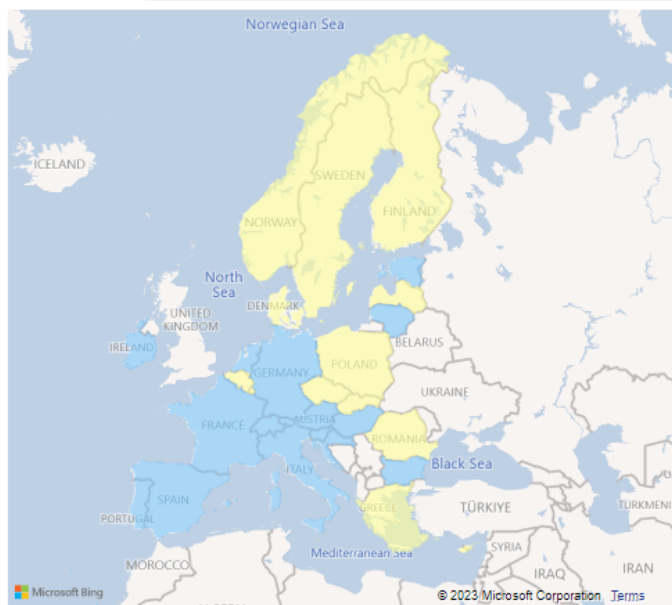 Norwegian Sea
ICELAND
SWEDEN
FINLAND
NORWAY
North
Sea
DENMARK
UNITED
KINGDOM
IRELAND
BELARUS
POLAND
GERMANY
UKRAINE
AUSTRIA
FRANCE
ROMANIA
ITALY
Black Sea
SPAIN
PORTUGAL
GREECE
TÜRKIYE
TURKMENI
Mediterranean Sea
SYRIA
MOROCCO
IRAQ
IRAN
Microsoft Bing
© 2023 Microsoft Corporation Terms